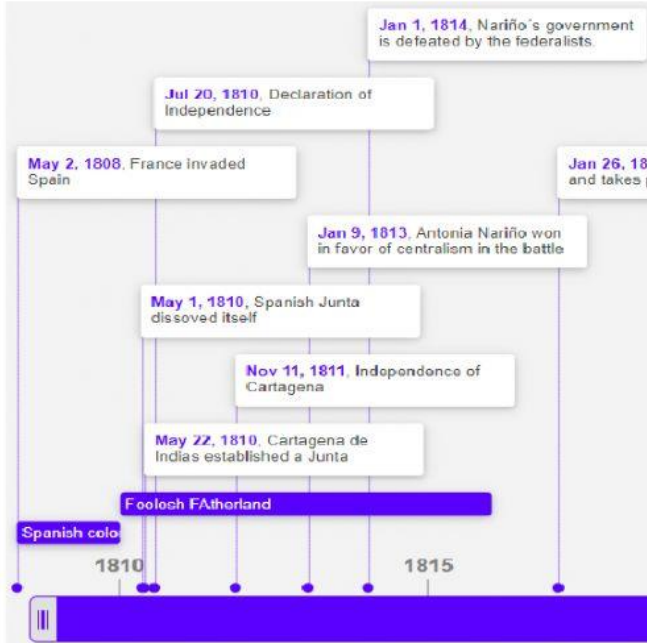 Jan 1, 1814, Nariño´s government
is defeated by the federalists.
Jul 20, 1810, Declaration of
Independence
May 2, 1808, France invaded
Spain
Jan 26, 18
and takes
Jan 9, 1813, Antonia Nariño won
in favor of centralism in the battle
May 1, 1810, Spanish Junta
dissoved itself
Nov 11, 1811, Independence of
Cartagena
May 22, 1810, Cartagena de
Indias established a Junta
Foolosh FAtherland
Spanish colo
1810
1815